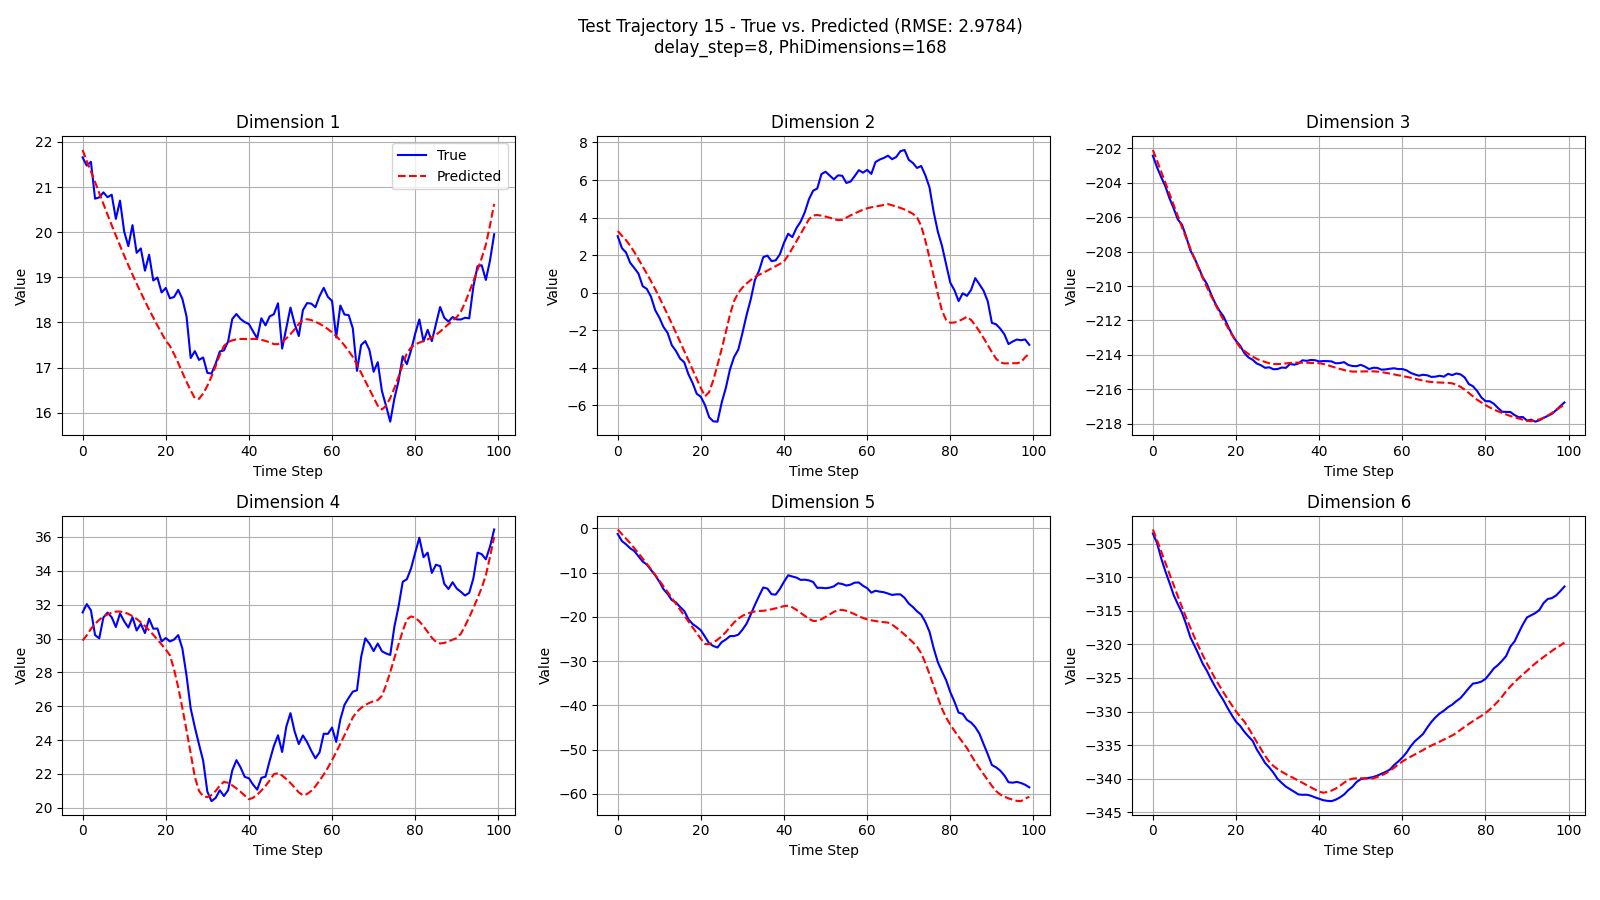 Test Trajectory 15 - True vs. Predicted (RMSE: 2.9784)
delay_step=8, PhiDimensions=168
Dimension 1
22
21
20
19
18
17
16
Value
0 20 40 60 80 100
Time Step
True
Predicted
Dimension 2
8
6
4
2
0
−2
−4
−6
Value
0 20 40 60 80 100
Time Step
Dimension 3
−202
−204
−206
−208
−210
−212
−214
−216
−218
Value
0 20 40 60 80 100
Time Step
Dimension 4
36
34
32
30
28
26
24
22
20
Value
0 20 40 60 80 100
Time Step
Dimension 5
0
−10
−20
−30
−40
−50
−60
Value
0 20 40 60 80 100
Time Step
Dimension 6
−305
−310
−315
−320
−325
−330
−335
−340
−345
Value
0 20 40 60 80 100
Time Step